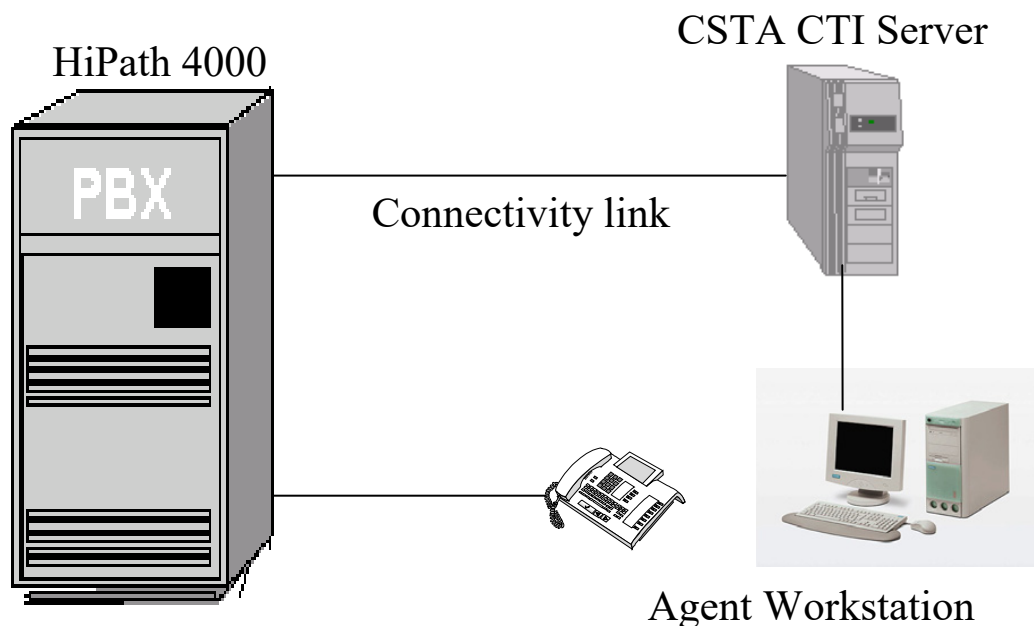 CSTA CTI Server
HiPath 4000
PBX
Connectivity link
Agent Workstation